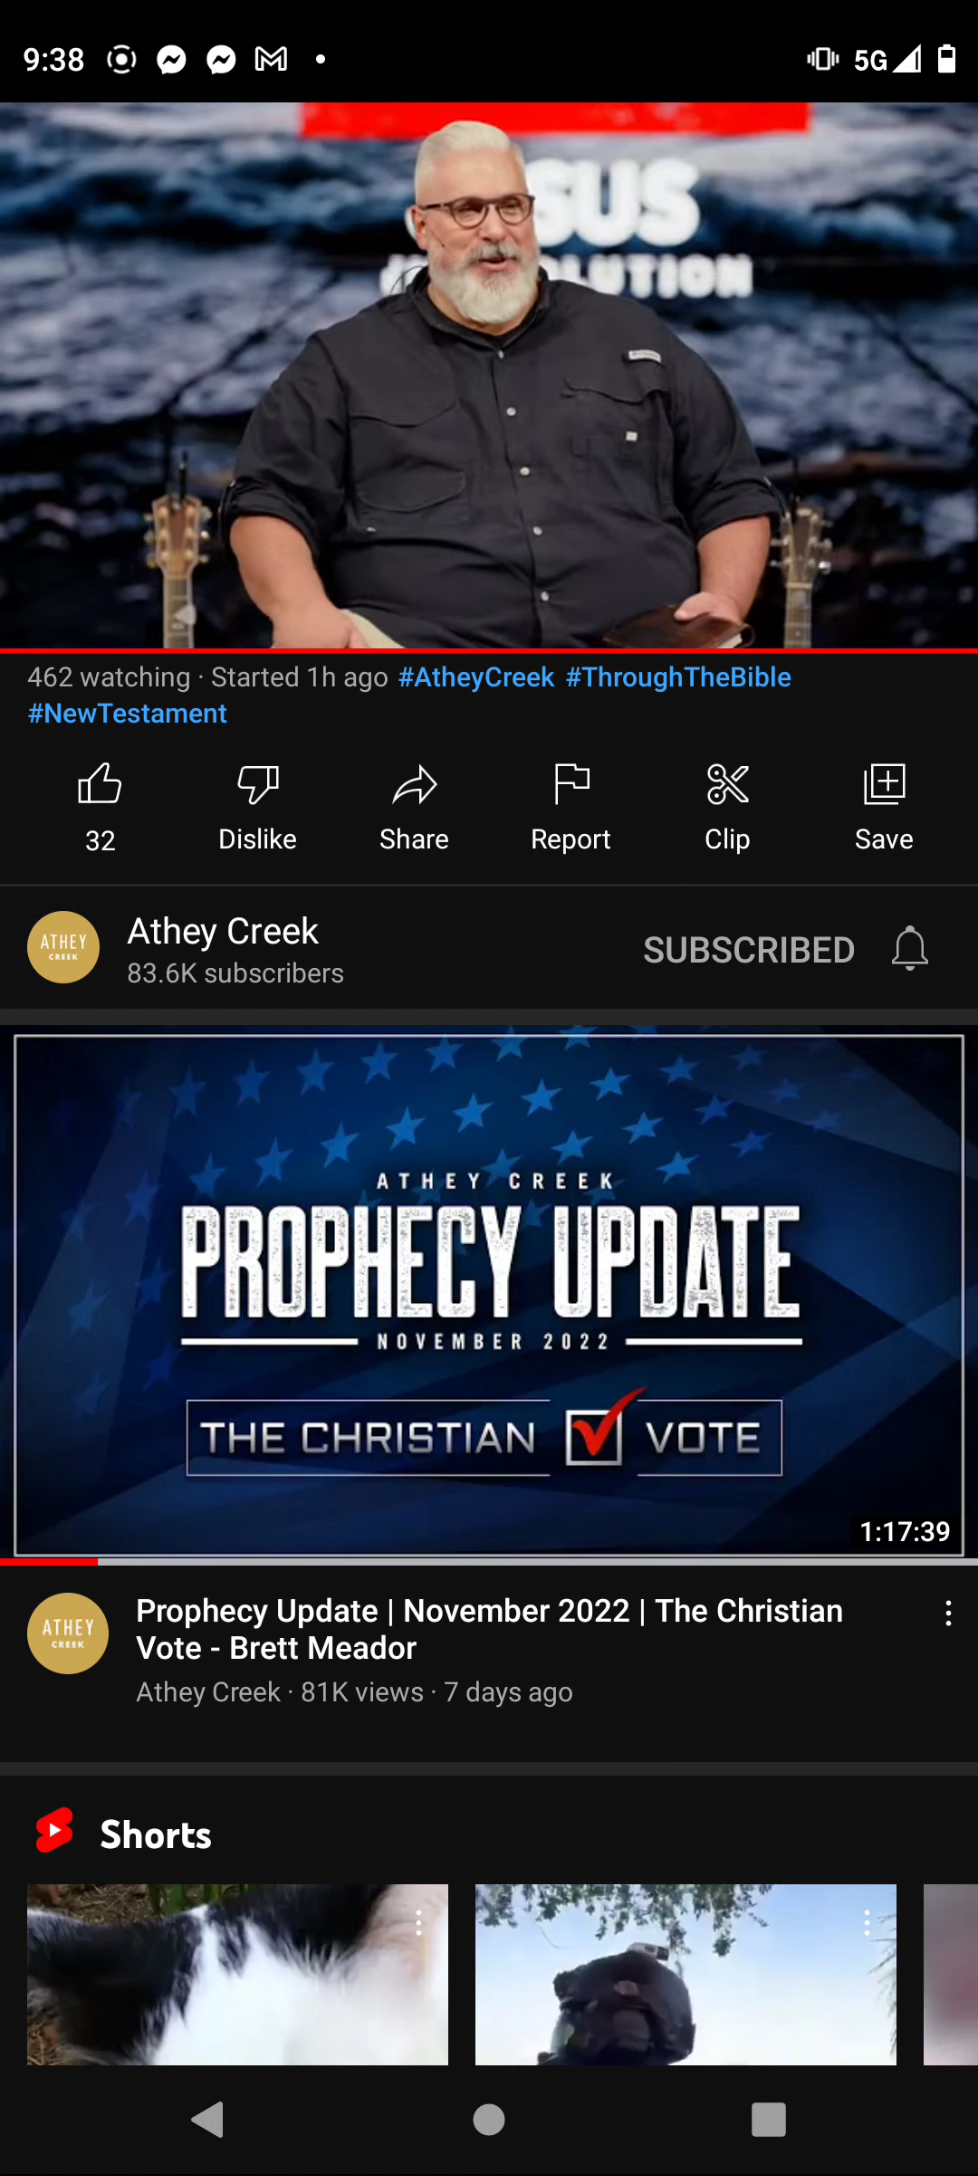 9:38
5G
SUS
OLUTION
462 watching · Started 1h ago #AtheyCreek #ThroughTheBible
#NewTestament
32
Dislike
Share
Report
Clip
Save
ATHEY
CREEK
Athey Creek
83.6K subscribers
SUBSCRIBED
ATHEY CREEK
PROPHECY UPDATE
NOVEMBER 2022
THE CHRISTIAN VOTE
1:17:39
ATHEY
CREEK
Prophecy Update | November 2022 | The Christian
Vote - Brett Meador
Athey Creek · 81K views · 7 days ago
Shorts